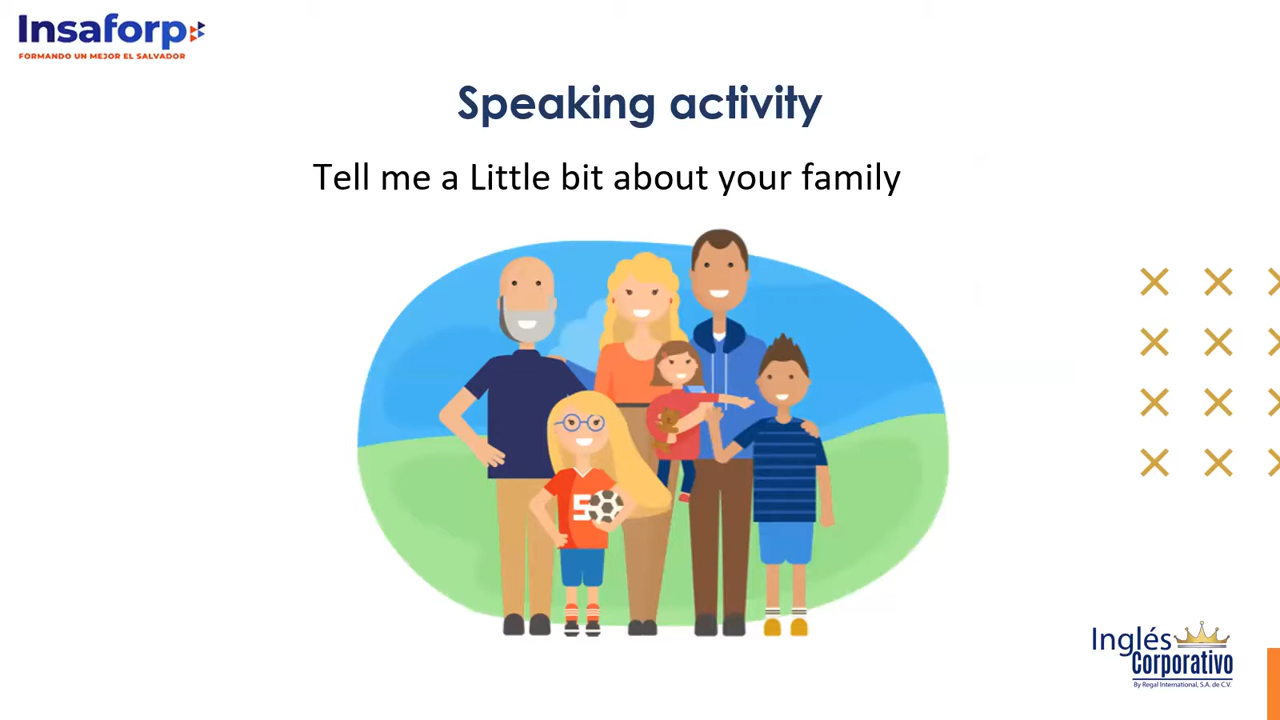 Insaforp
FORMANDO UN MEJOR EL SALVADOR
Speaking activity
Tell me a Little bit about your family
5
Inglés
Corporativo
By Regal International, S.A. de C.V.